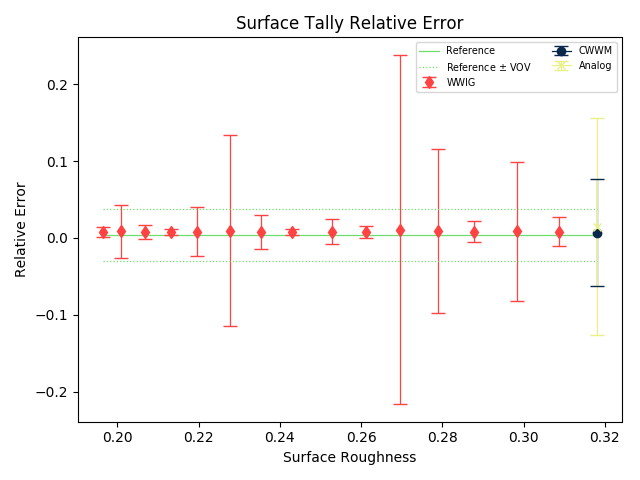 Surface Tally Relative Error
Reference
Reference ± VOV
WWIG
CWWM
Analog
Relative Error
0.2
0.1
0.0
−0.1
−0.2
0.20 0.22 0.24 0.26 0.28 0.30 0.32
Surface Roughness